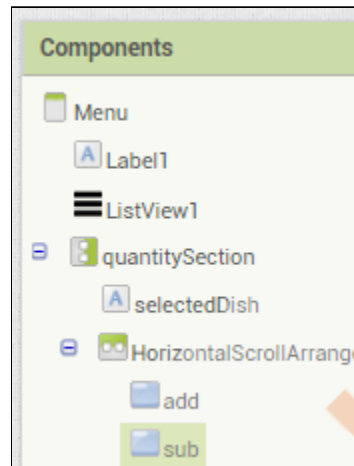 Components
Menu
A Label1
ListView1
quantitySection
A selectedDish
HorizontalScrollArrange
add
sub